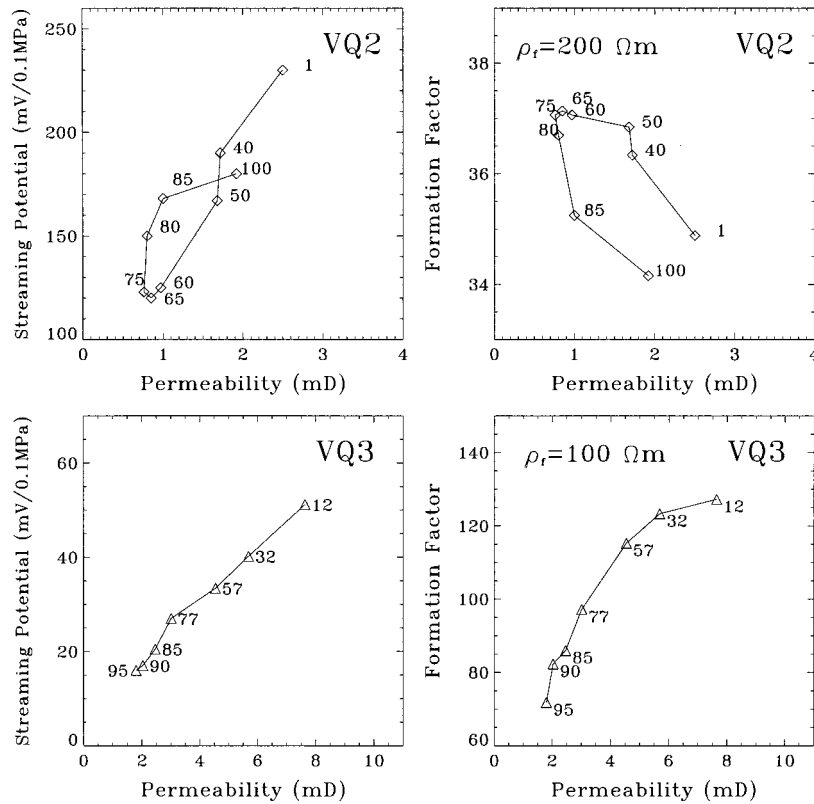 VQ2
Streaming Potential (mV/0.1MPa)
260
220
180
140
100
1
40
100
85
50
80
75
60
65
0 1 2 3 4
Permeability (mD)
ρf=200 Ωm VQ2
Formation Factor
38
36
34
75 65 60
50
80
40
85
1
100
0 1 2 3 4
Permeability (mD)
VQ3
Streaming Potential (mV/0.1MPa)
60
40
20
0
12
32
57
77
85
95 90
0 2 4 6 8 10
Permeability (mD)
ρf=100 Ωm VQ3
Formation Factor
140
120
100
80
60
12
32
57
77
85
90
95
0 2 4 6 8 10
Permeability (mD)